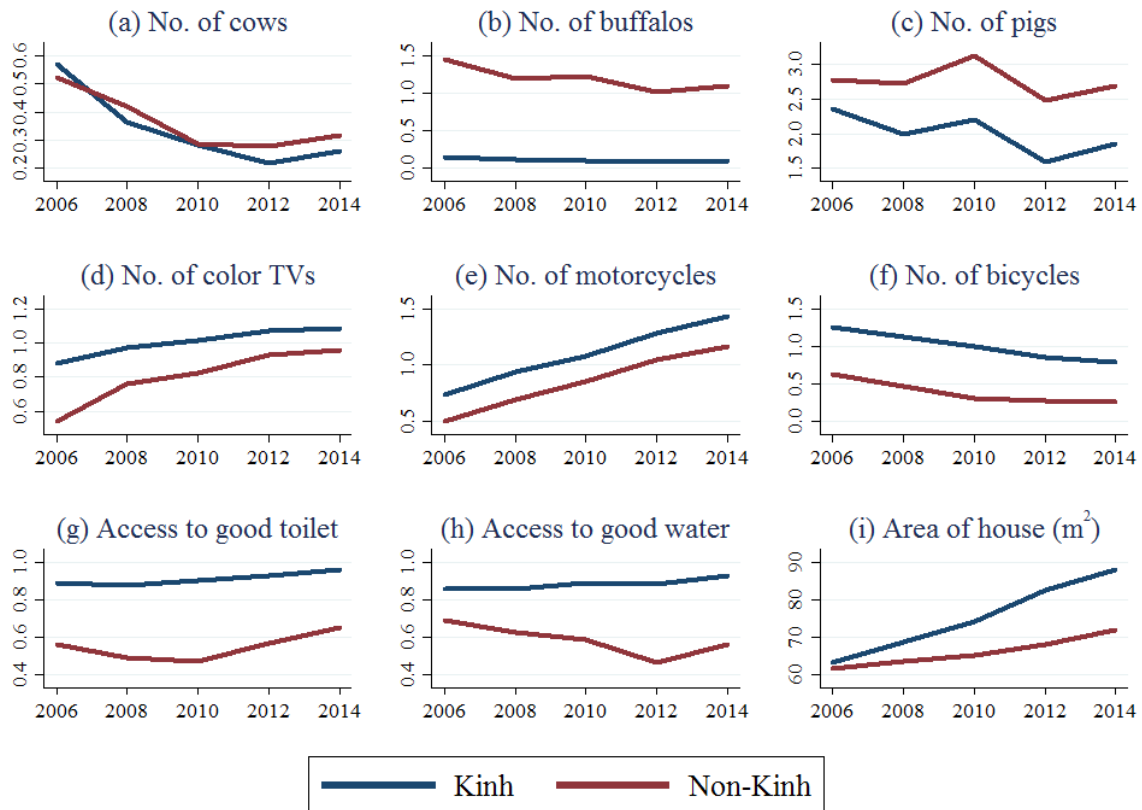 (a) No. of cows
0.6
0.5
0.4
0.3
0.2
2006 2008 2010 2012 2014
(b) No. of buffalos
1.5
1.0
0.5
0.0
2006 2008 2010 2012 2014
(c) No. of pigs
3.0
2.5
2.0
1.5
2006 2008 2010 2012 2014
(d) No. of color TVs
1.2
1.0
0.8
0.6
2006 2008 2010 2012 2014
(e) No. of motorcycles
1.5
1.0
0.5
2006 2008 2010 2012 2014
(f) No. of bicycles
1.5
1.0
0.5
0.0
2006 2008 2010 2012 2014
(g) Access to good toilet
1.0
0.8
0.6
0.4
2006 2008 2010 2012 2014
(h) Access to good water
1.0
0.8
0.6
0.4
2006 2008 2010 2012 2014
(i) Area of house (m²)
90
80
70
60
2006 2008 2010 2012 2014
Kinh Non-Kinh